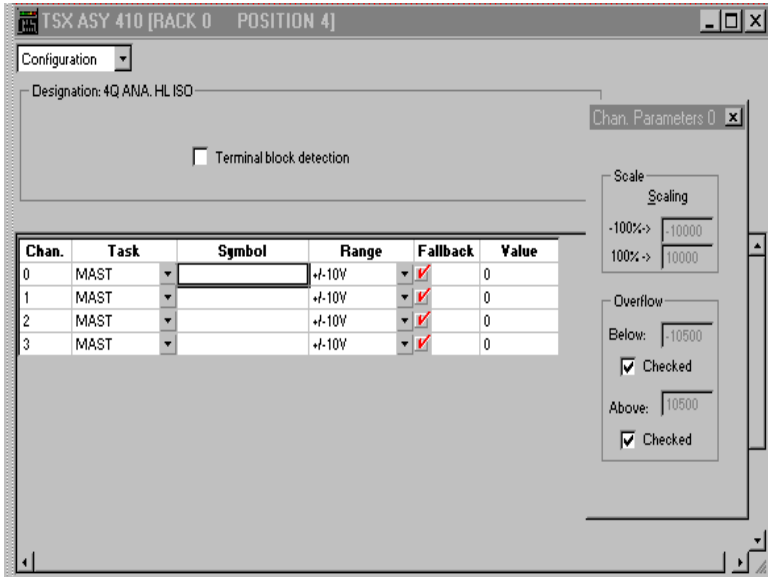 TSX ASY 410 [RACK 0 POSITION 4]
Configuration
Designation: 4Q ANA. HL ISO
Terminal block detection
Chan. Task Symbol Range Fallback Value
0 MAST +/-10V 0
1 MAST +/-10V 0
2 MAST +/-10V 0
3 MAST +/-10V 0
Chan. Parameters 0
Scale
Scaling
-100%-> -10000
100% -> 10000
Overflow
Below: -10500
Checked
Above: 10500
Checked